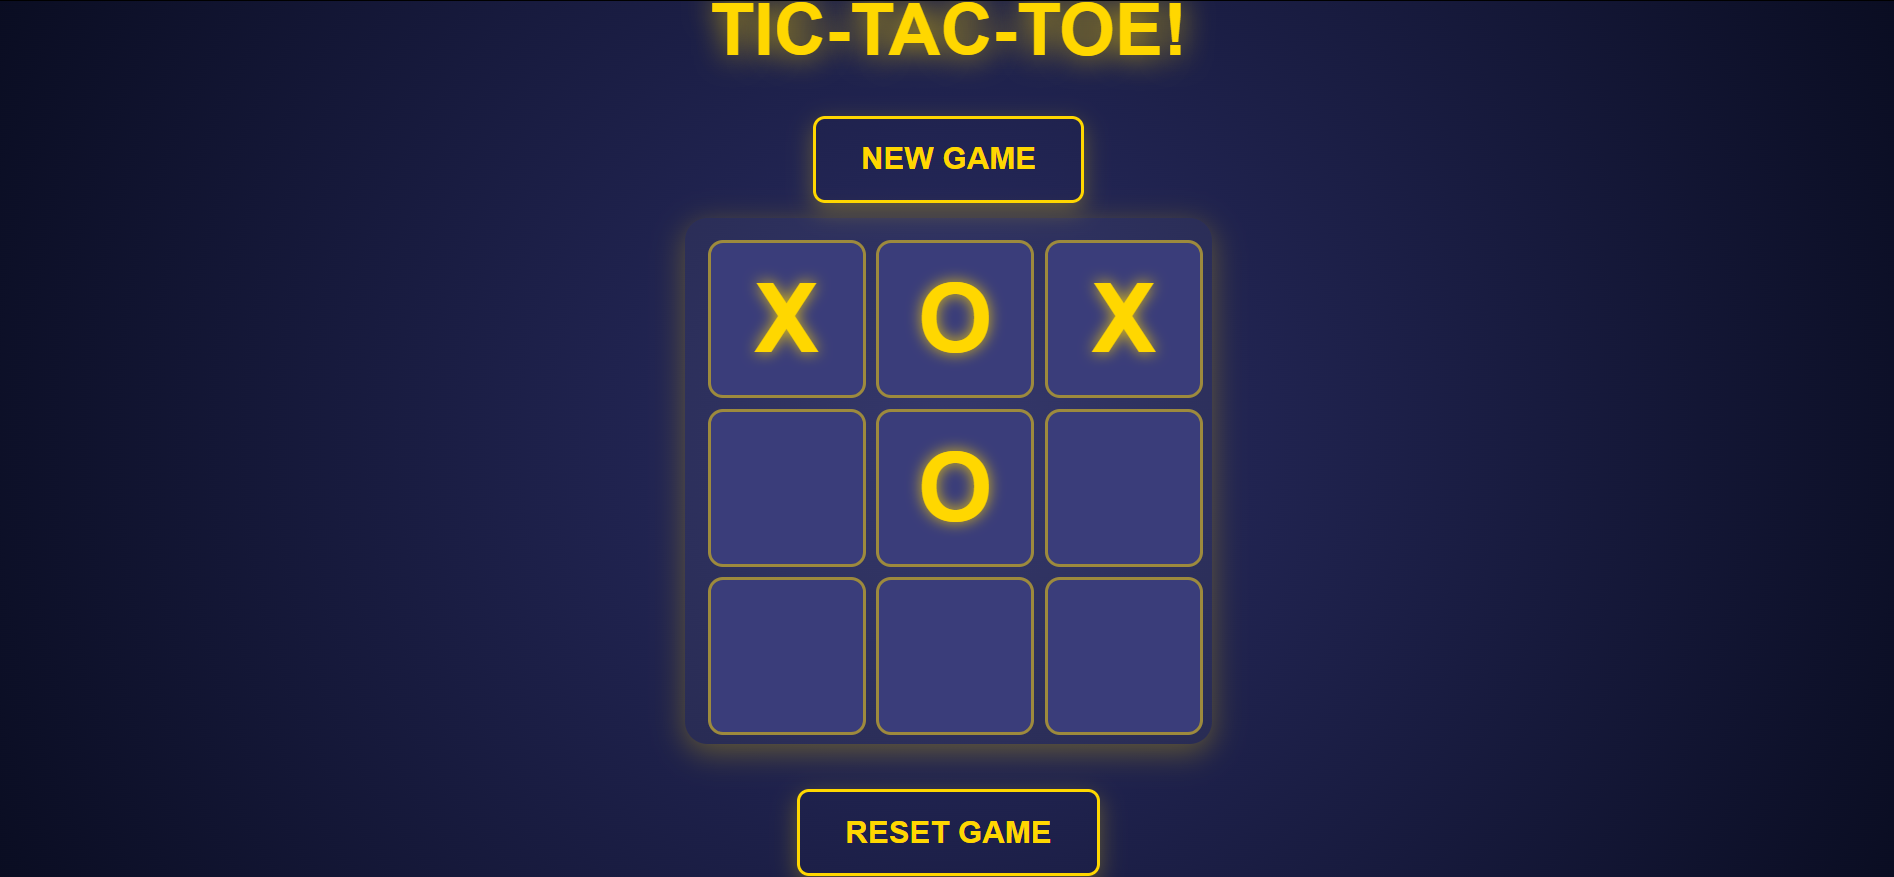 TIC-TAC-TOE!
NEW GAME
X O X
O
RESET GAME